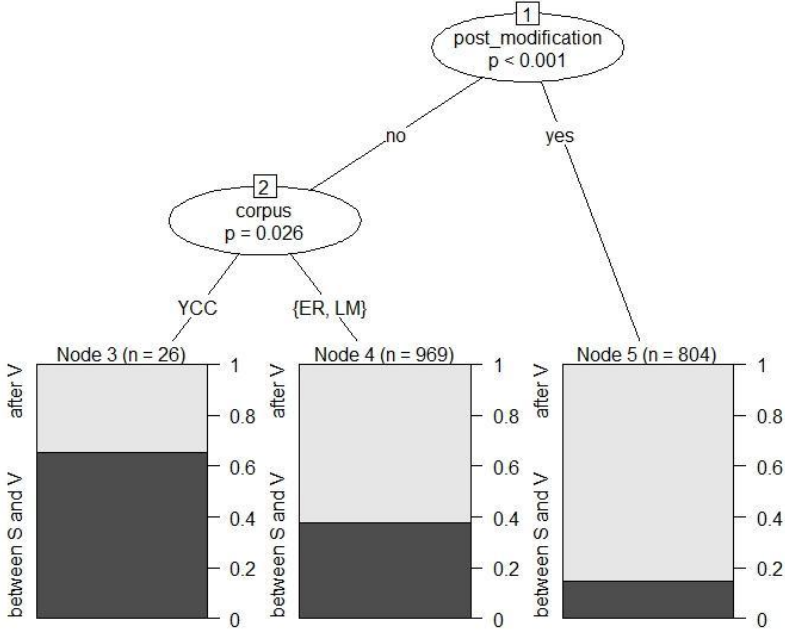 1
post_modification
p < 0.001
no
yes
2
corpus
p = 0.026
YCC
{ER, LM}
Node 3 (n = 26)
after V
between S and V
1
0.8
0.6
0.4
0.2
0
Node 4 (n = 969)
after V
between S and V
1
0.8
0.6
0.4
0.2
0
Node 5 (n = 804)
after V
between S and V
1
0.8
0.6
0.4
0.2
0